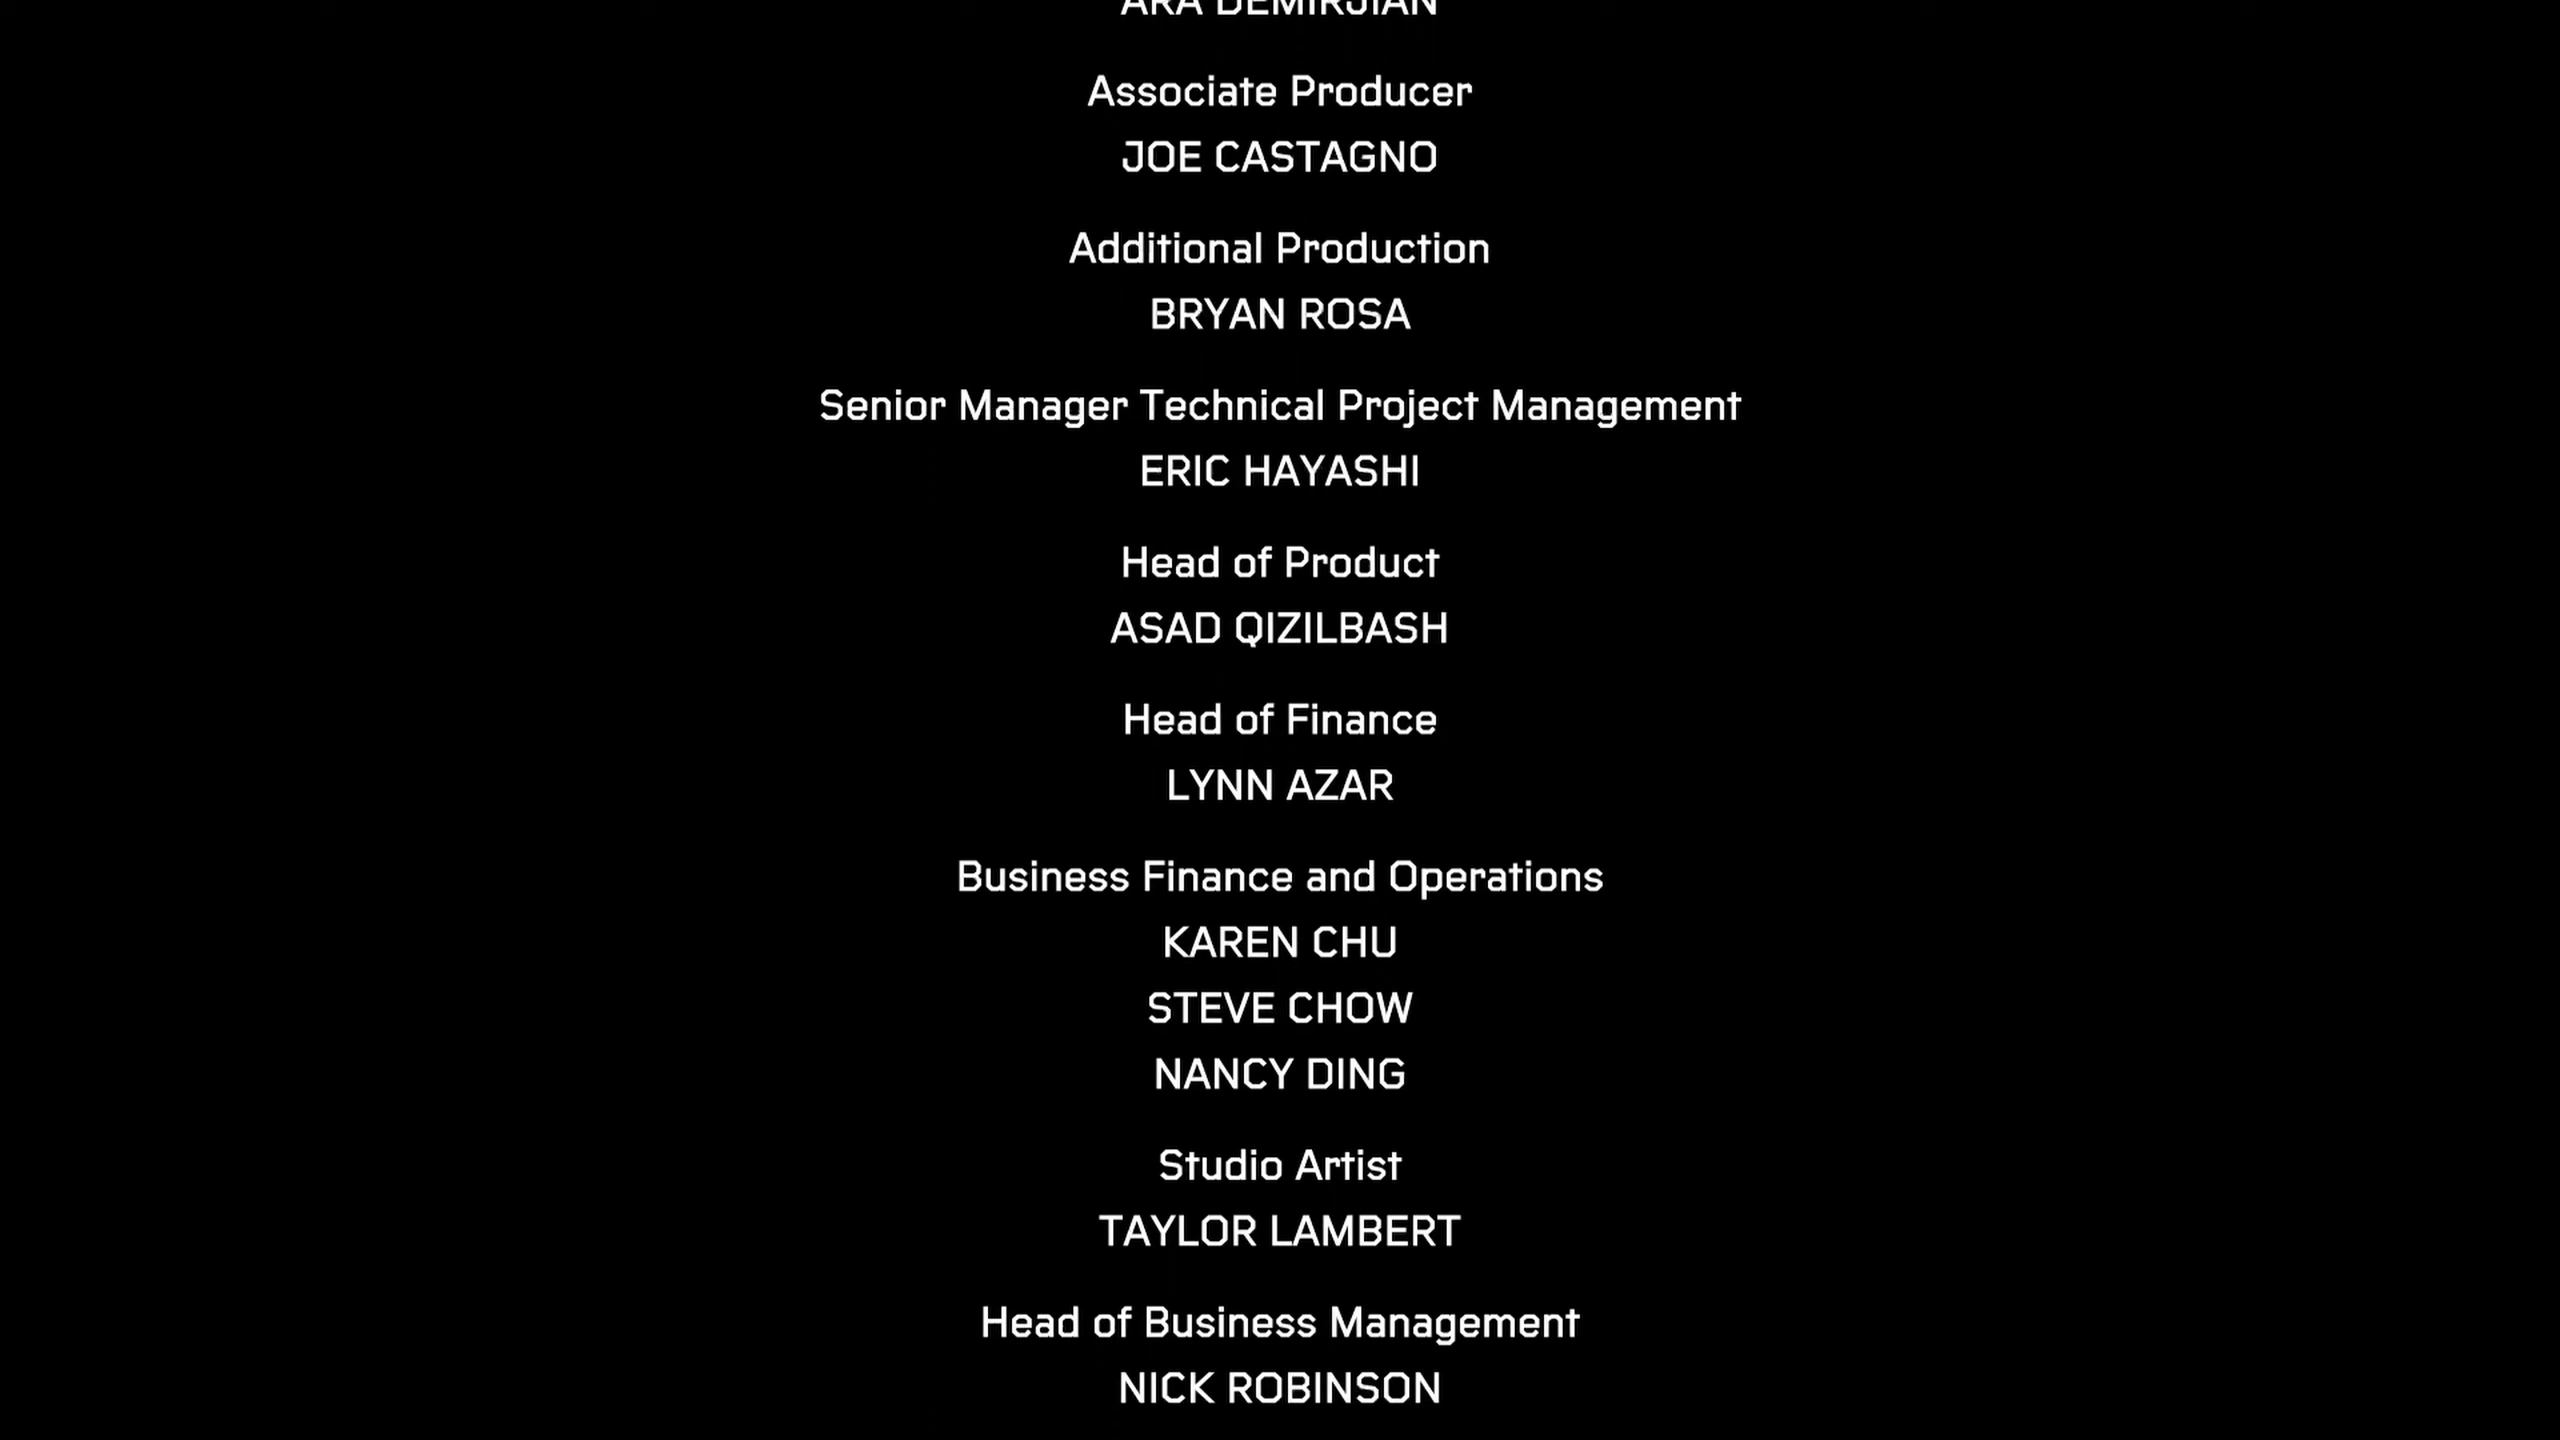 ARA DEMIRJIAN
Associate Producer
JOE CASTAGNO
Additional Production
BRYAN ROSA
Senior Manager Technical Project Management
ERIC HAYASHI
Head of Product
ASAD QIZILBASH
Head of Finance
LYNN AZAR
Business Finance and Operations
KAREN CHU
STEVE CHOW
NANCY DING
Studio Artist
TAYLOR LAMBERT
Head of Business Management
NICK ROBINSON